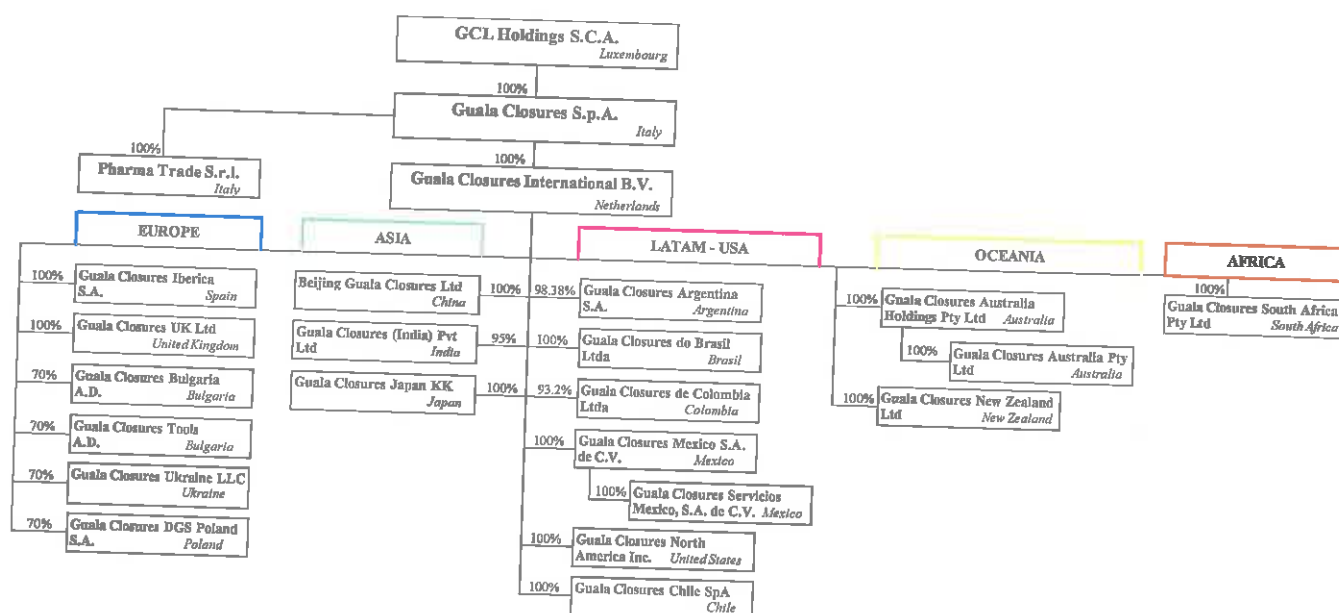 GCL Holdings S.C.A.
Luxembourg
100%
Guala Closures S.p.A.
Italy
100%
Pharma Trade S.r.l.
Italy
100%
Guala Closures International B.V.
Netherlands
EUROPE
100%
Guala Closures Iberica
S.A.
Spain
100%
Guala Closures UK Ltd
United Kingdom
70%
Guala Closures Bulgaria
A.D.
Bulgaria
70%
Guala Closures Tools
A.D.
Bulgaria
70%
Guala Closures Ukraine LLC
Ukraine
70%
Guala Closures DGS Poland
S.A.
Poland
ASIA
Beijing Guala Closures Ltd
China
100%
Guala Closures (India) Pvt
Ltd
India
95%
Guala Closures Japan KK
Japan
100%
LATAM - USA
98.38%
Guala Closures Argentina
S.A.
Argentina
100%
Guala Closures do Brasil
Ltda
Brasil
93.2%
Guala Closures de Colombia
Ltda
Colombia
100%
Guala Closures Mexico S.A.
de C.V.
Mexico
100%
Guala Closures Servicios
Mexico, S.A. de C.V. Mexico
100%
Guala Closures North
America Inc. United States
100%
Guala Closures Chile SpA
Chile
OCEANIA
100%
Guala Closures Australia
Holdings Pty Ltd Australia
100%
Guala Closures Australia Pty
Ltd
Australia
100%
Guala Closures New Zealand
Ltd
New Zealand
AFRICA
100%
Guala Closures South Africa
Pty Ltd
South Africa